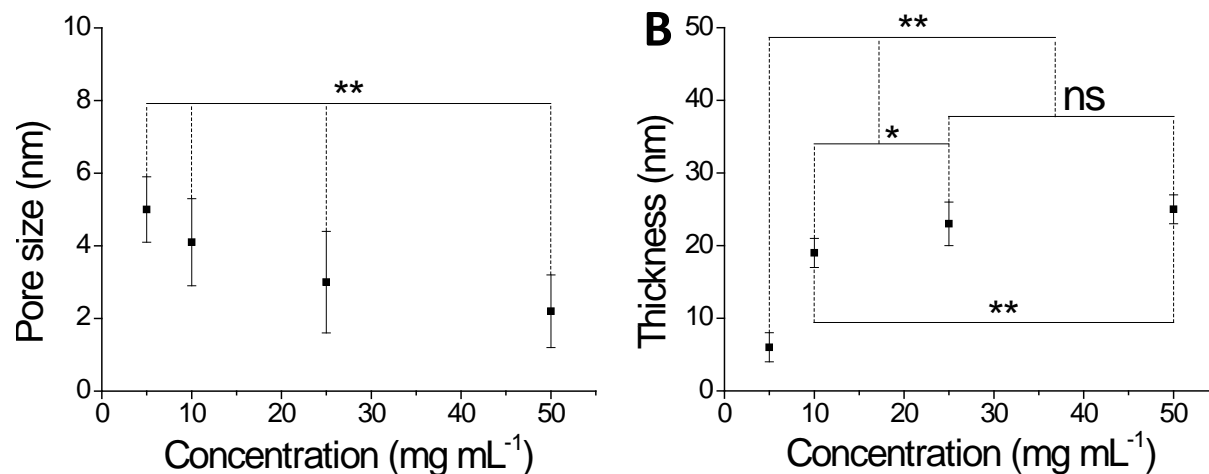 10
8
6
4
2
0
Pore size (nm)
**
0 10 20 30 40 50
Concentration (mg mL⁻¹)
B
50
40
30
20
10
0
Thickness (nm)
**
ns
*
**
0 10 20 30 40 50
Concentration (mg mL⁻¹)